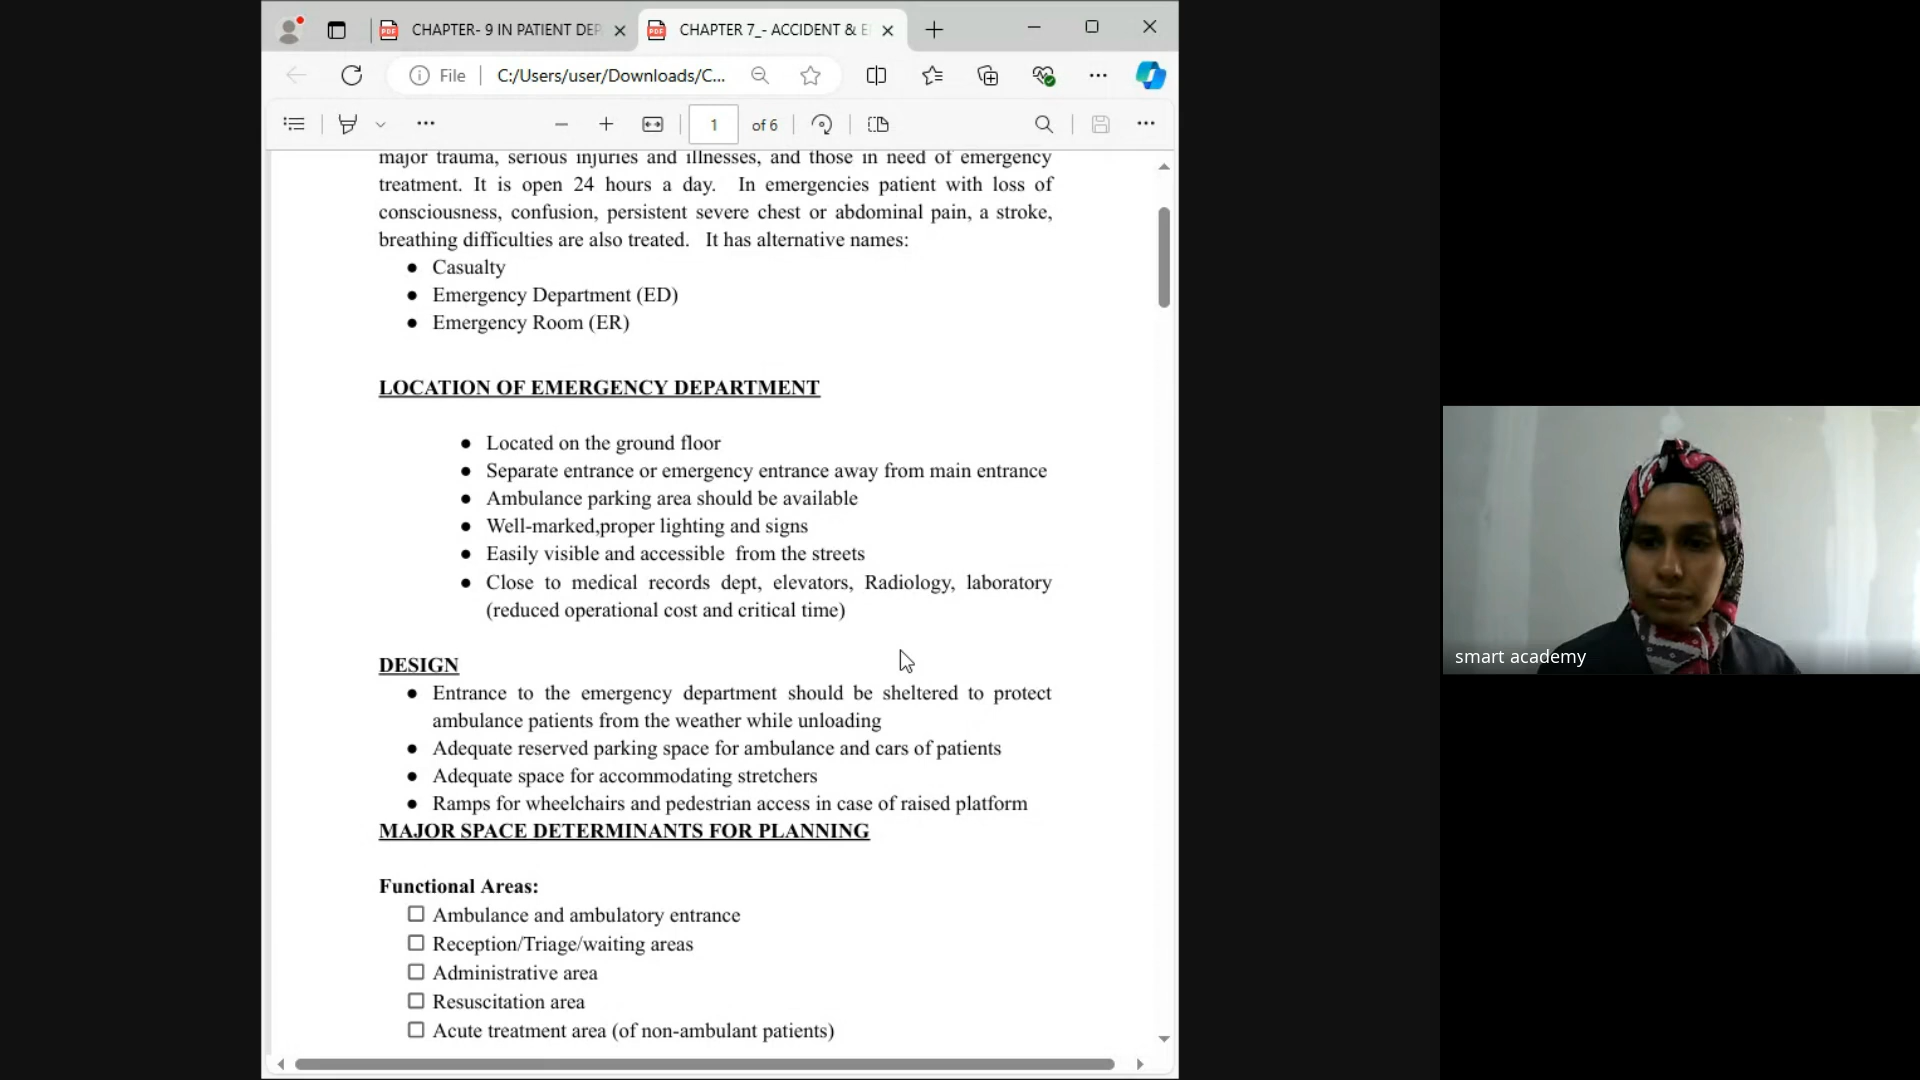 CHAPTER- 9 IN PATIENT DEP
CHAPTER 7_- ACCIDENT & E
File
C:/Users/user/Downloads/C...
1 of 6
major trauma, serious injuries and illnesses, and those in need of emergency
treatment. It is open 24 hours a day. In emergencies patient with loss of
consciousness, confusion, persistent severe chest or abdominal pain, a stroke,
breathing difficulties are also treated. It has alternative names:
● Casualty
● Emergency Department (ED)
● Emergency Room (ER)
LOCATION OF EMERGENCY DEPARTMENT
● Located on the ground floor
● Separate entrance or emergency entrance away from main entrance
● Ambulance parking area should be available
● Well-marked,proper lighting and signs
● Easily visible and accessible from the streets
● Close to medical records dept, elevators, Radiology, laboratory
(reduced operational cost and critical time)
DESIGN
● Entrance to the emergency department should be sheltered to protect
ambulance patients from the weather while unloading
● Adequate reserved parking space for ambulance and cars of patients
● Adequate space for accommodating stretchers
● Ramps for wheelchairs and pedestrian access in case of raised platform
MAJOR SPACE DETERMINANTS FOR PLANNING
Functional Areas:
☐ Ambulance and ambulatory entrance
☐ Reception/Triage/waiting areas
☐ Administrative area
☐ Resuscitation area
☐ Acute treatment area (of non-ambulant patients)
smart academy